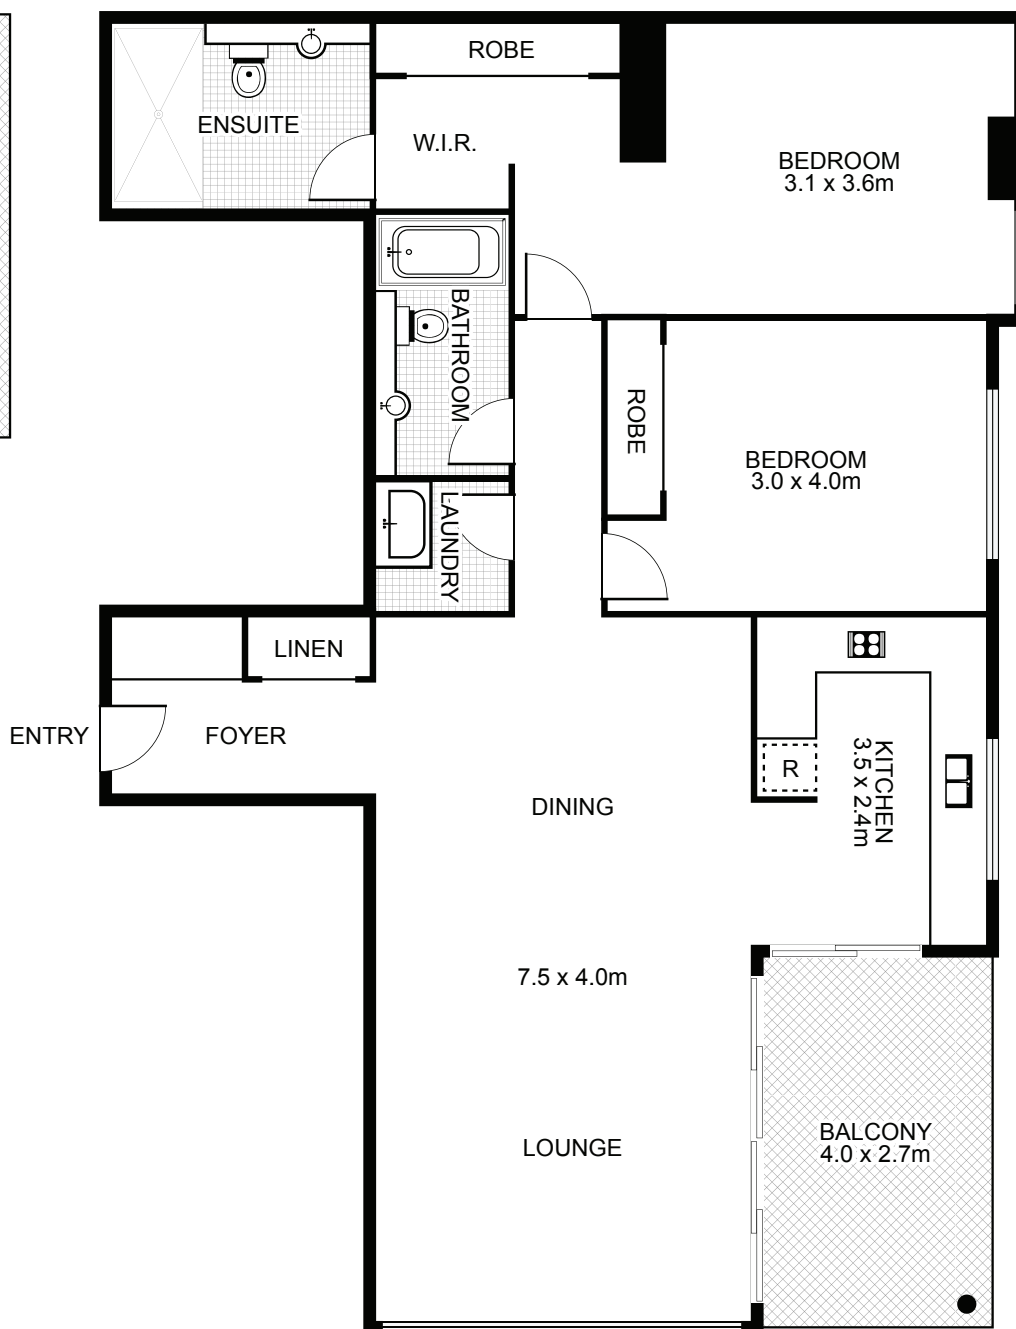 ROBE
ENSUITE
W.I.R.
BEDROOM
3.1 x 3.6m
BATHROOM
ROBE
BEDROOM
3.0 x 4.0m
LAUNDRY
LINEN
ENTRY
FOYER
R
KITCHEN
3.5 x 2.4m
DINING
7.5 x 4.0m
LOUNGE
BALCONY
4.0 x 2.7m